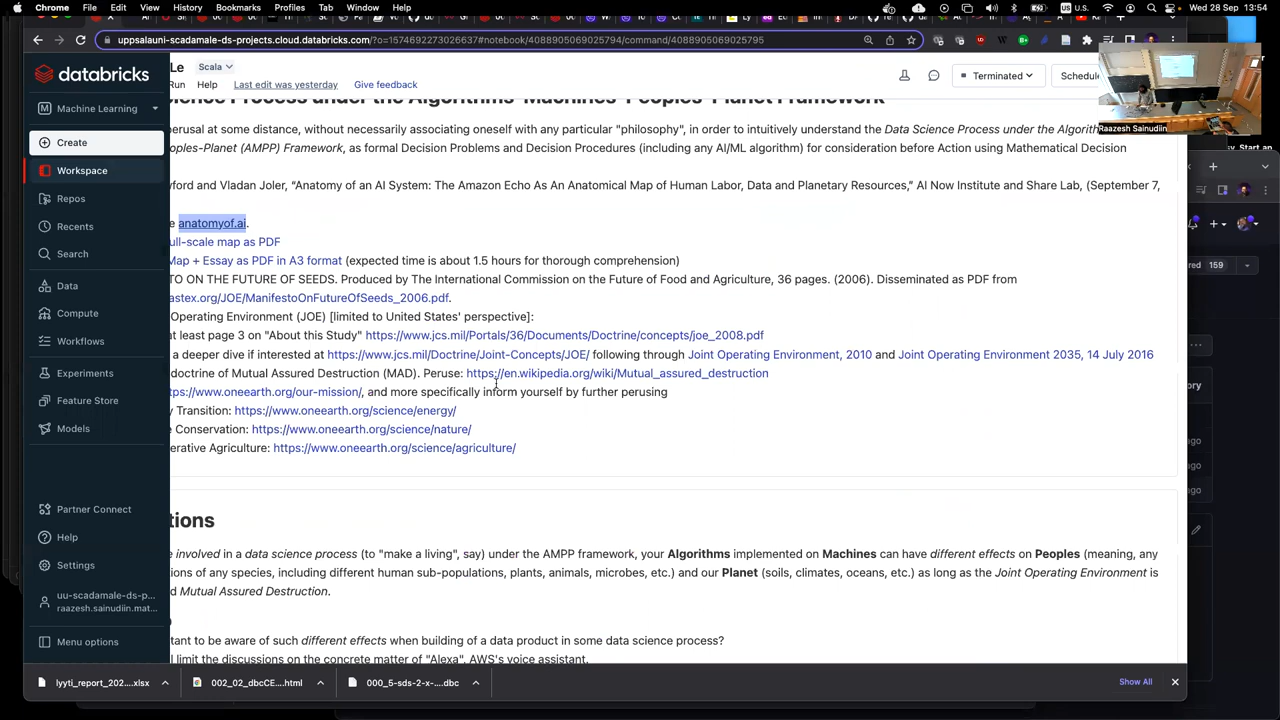 Chrome File Edit View History Bookmarks Profiles Tab Window Help U.S. Wed 28 Sep 13:54
uppsalauni-scadamale-ds-projects.cloud.databricks.com/?o=1574692273026637#notebook/4088905069025794/command/4088905069025795
databricks
Le Scala
Run Help Last edit was yesterday Give feedback
Terminated
Schedule
Raazesh Sainudiin
sy. Start an
Machine Learning
Create
Workspace
Repos
Recents
Search
Data
Compute
Workflows
Experiments
Feature Store
Models
Partner Connect
Help
Settings
uu-scadamale-ds-p...
raazesh.sainudiin.mat...
Menu options
cience Process under the Algorithms-Machines-Peoples-Planet Framework
perusal at some distance, without necessarily associating oneself with any particular "philosophy", in order to intuitively understand the Data Science Process under the Algorith
oples-Planet (AMPP) Framework, as formal Decision Problems and Decision Procedures (including any AI/ML algorithm) for consideration before Action using Mathematical Decision
wford and Vladan Joler, "Anatomy of an AI System: The Amazon Echo As An Anatomical Map of Human Labor, Data and Planetary Resources," AI Now Institute and Share Lab, (September 7,
e anatomyof.ai.
ull-scale map as PDF
Map + Essay as PDF in A3 format (expected time is about 1.5 hours for thorough comprehension)
TO ON THE FUTURE OF SEEDS. Produced by The International Commission on the Future of Food and Agriculture, 36 pages. (2006). Disseminated as PDF from
astex.org/JOE/ManifestoOnFutureOfSeeds_2006.pdf.
Operating Environment (JOE) [limited to United States' perspective]:
at least page 3 on "About this Study" https://www.jcs.mil/Portals/36/Documents/Doctrine/concepts/joe_2008.pdf
a deeper dive if interested at https://www.jcs.mil/Doctrine/Joint-Concepts/JOE/ following through Joint Operating Environment, 2010 and Joint Operating Environment 2035, 14 July 2016
doctrine of Mutual Assured Destruction (MAD). Peruse: https://en.wikipedia.org/wiki/Mutual_assured_destruction
tps://www.oneearth.org/our-mission/, and more specifically inform yourself by further perusing
y Transition: https://www.oneearth.org/science/energy/
e Conservation: https://www.oneearth.org/science/nature/
erative Agriculture: https://www.oneearth.org/science/agriculture/
tions
e involved in a data science process (to "make a living", say) under the AMPP framework, your Algorithms implemented on Machines can have different effects on Peoples (meaning, any
ions of any species, including different human sub-populations, plants, animals, microbes, etc.) and our Planet (soils, climates, oceans, etc.) as long as the Joint Operating Environment is
d Mutual Assured Destruction.
tant to be aware of such different effects when building of a data product in some data science process?
l limit the discussions on the concrete matter of "Alexa", AWS's voice assistant.
ored 159
ago
ago
ago
lyyti_report_202....xlsx
002_02_dbcCE....html
000_5-sds-2-x-....dbc
Show All